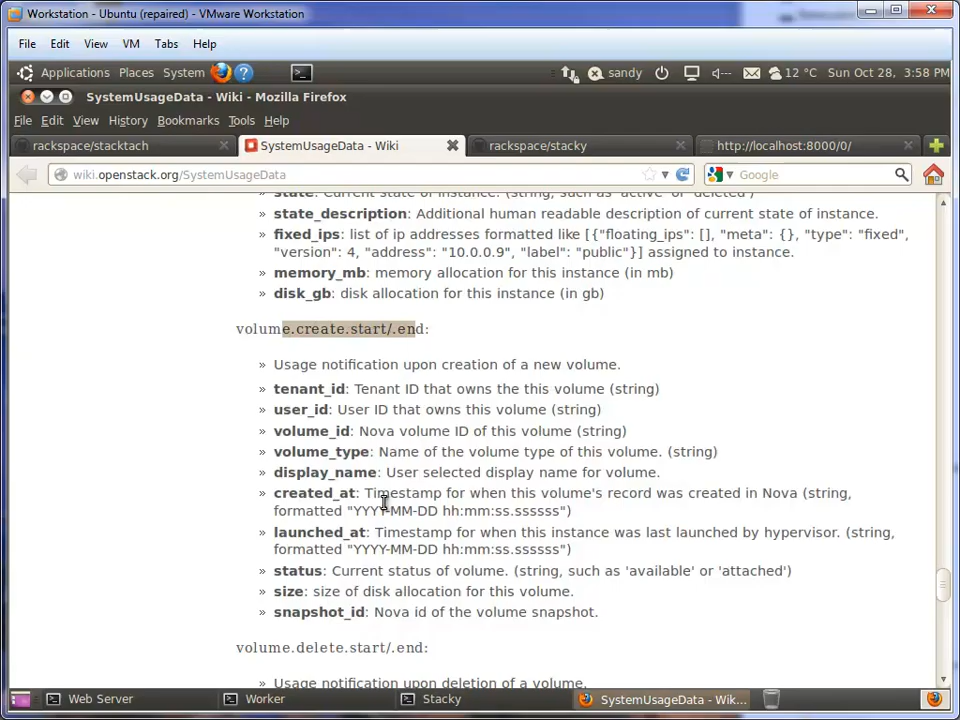 Workstation - Ubuntu (repaired) - VMware Workstation
File Edit View VM Tabs Help
Applications Places System sandy 12 °C Sun Oct 28, 3:58 PM
SystemUsageData - Wiki - Mozilla Firefox
File Edit View History Bookmarks Tools Help
rackspace/stacktach SystemUsageData - Wiki rackspace/stacky http://localhost:8000/0/
wiki.openstack.org/SystemUsageData Google
state: Current state of instance. (string, such as 'active' or 'deleted')
» state_description: Additional human readable description of current state of instance.
» fixed_ips: list of ip addresses formatted like [{"floating_ips": [], "meta": {}, "type": "fixed",
"version": 4, "address": "10.0.0.9", "label": "public"}] assigned to instance.
» memory_mb: memory allocation for this instance (in mb)
» disk_gb: disk allocation for this instance (in gb)
volume.create.start/.end:
» Usage notification upon creation of a new volume.
» tenant_id: Tenant ID that owns the this volume (string)
» user_id: User ID that owns this volume (string)
» volume_id: Nova volume ID of this volume (string)
» volume_type: Name of the volume type of this volume. (string)
» display_name: User selected display name for volume.
» created_at: Timestamp for when this volume's record was created in Nova (string,
formatted "YYYY-MM-DD hh:mm:ss.ssssss")
» launched_at: Timestamp for when this instance was last launched by hypervisor. (string,
formatted "YYYY-MM-DD hh:mm:ss.ssssss")
» status: Current status of volume. (string, such as 'available' or 'attached')
» size: size of disk allocation for this volume.
» snapshot_id: Nova id of the volume snapshot.
volume.delete.start/.end:
» Usage notification upon deletion of a volume.
Web Server Worker Stacky SystemUsageData - Wik...